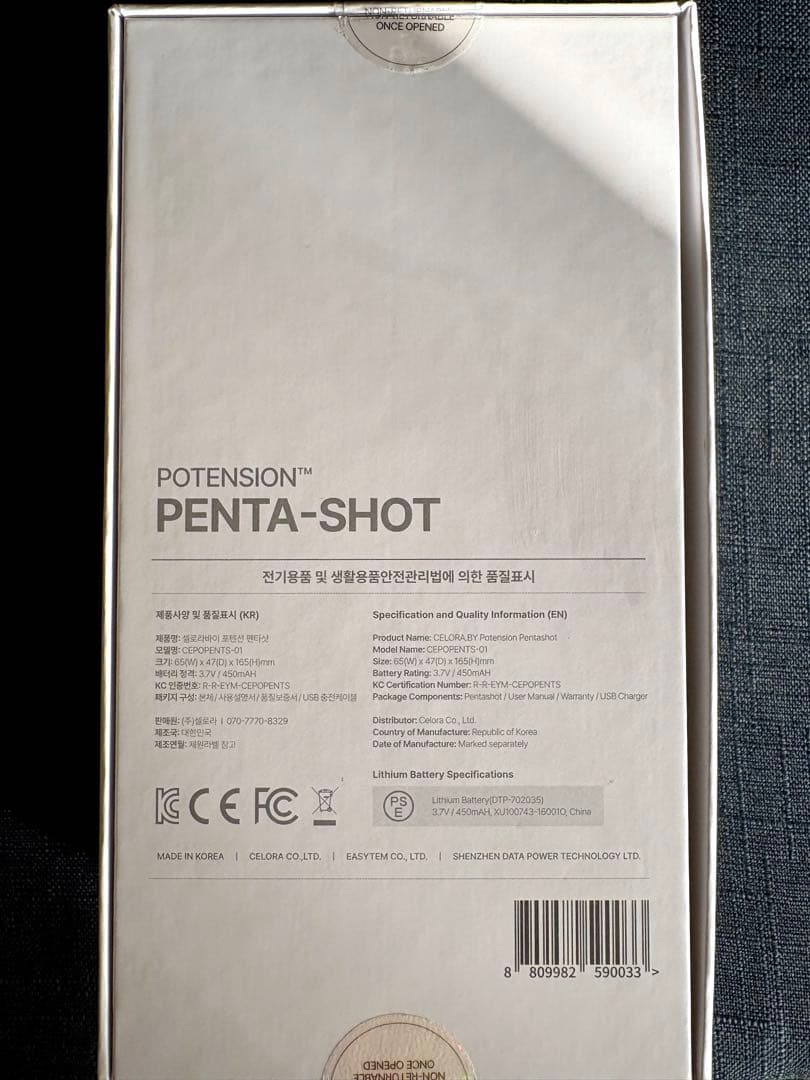 NON-RETURNABLE
ONCE OPENED
POTENSION™
PENTA-SHOT
전기용품 및 생활용품안전관리법에 의한 품질표시
제품사양 및 품질표시 (KR)
제품명: 셀로라바이 포텐션 펜타샷
모델명: CEPOPENTS-01
크기: 65(W) x 47(D) x 165(H)mm
배터리 정격: 3.7V / 450mAH
KC 인증번호: R-R-EYM-CEPOPENTS
패키지 구성: 본체 / 사용설명서 / 품질보증서 / USB 충전케이블
판매원: (주)셀로라 I 070-7770-8329
제조국: 대한민국
제조연월: 제원라벨 참고
Specification and Quality Information (EN)
Product Name: CELORA.BY Potension Pentashot
Model Name: CEPOPENTS-01
Size: 65(W) x 47(D) x 165(H)mm
Battery Rating: 3.7V / 450mAH
KC Certification Number: R-R-EYM-CEPOPENTS
Package Components: Pentashot / User Manual / Warranty / USB Charger
Distributor: Celora Co., Ltd.
Country of Manufacture: Republic of Korea
Date of Manufacture: Marked separately
Lithium Battery Specifications
PS
E
Lithium Battery(DTP-702035)
3.7V / 450mAH, XU100743-16001O, China
KC CE FC
MADE IN KOREA | CELORA CO.,LTD. | EASYTEM CO., LTD. | SHENZHEN DATA POWER TECHNOLOGY LTD.
8 809982 590033 >
NON-RETURNABLE
ONCE OPENED